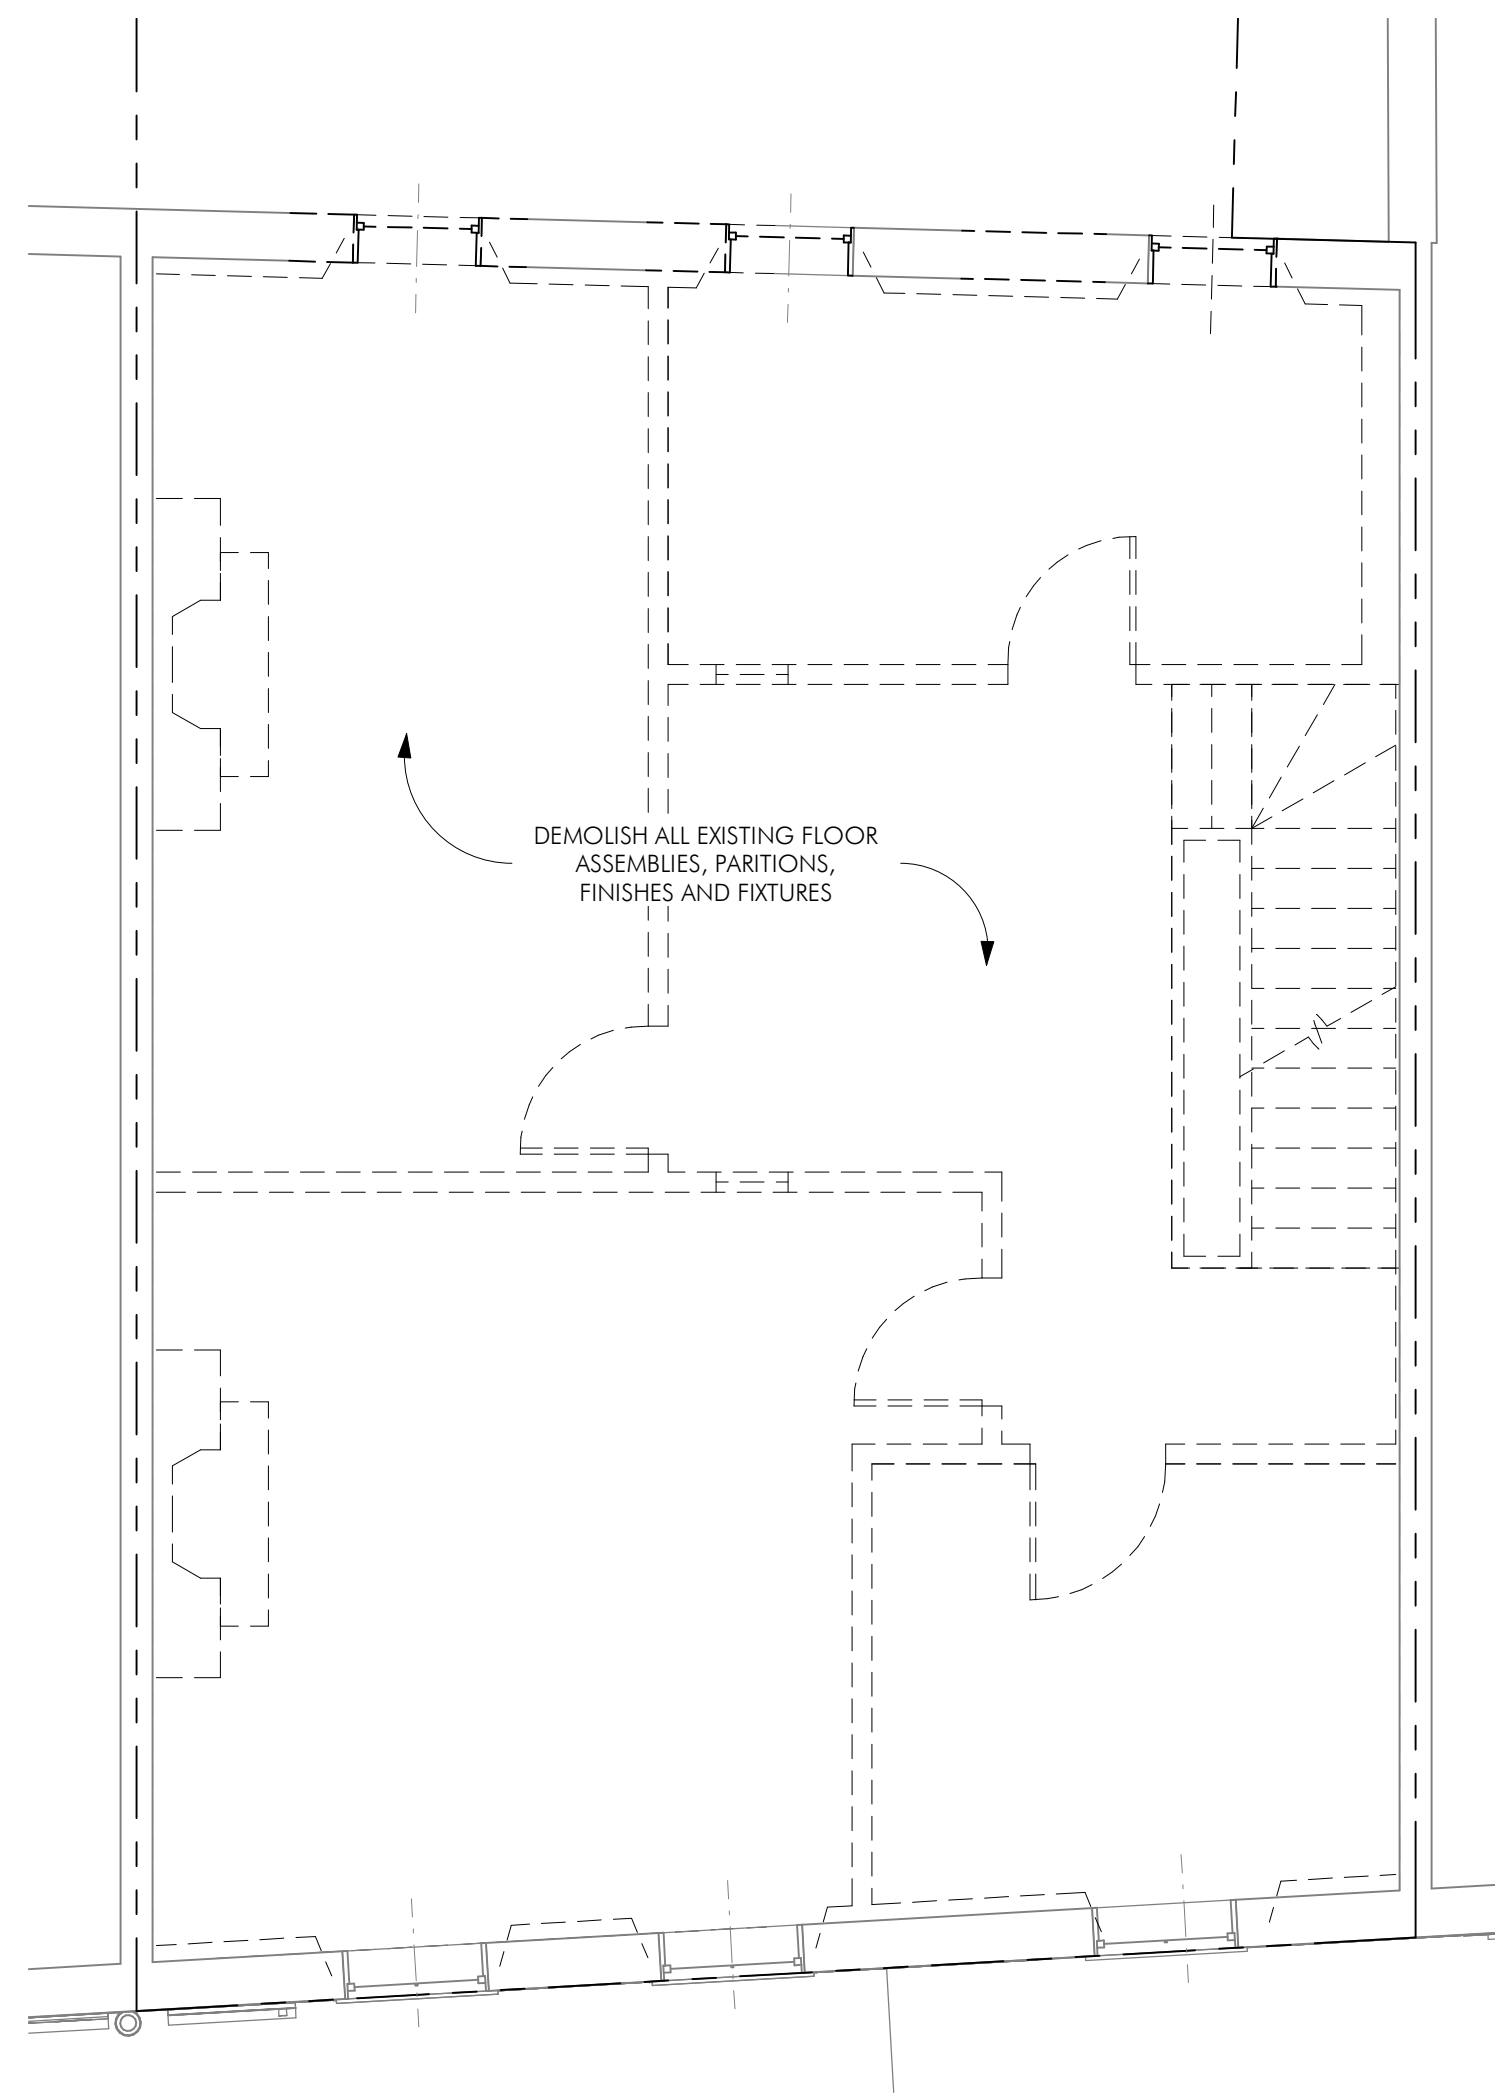 DEMOLISH ALL EXISTING FLOOR
ASSEMBLIES, PARITIONS,
FINISHES AND FIXTURES